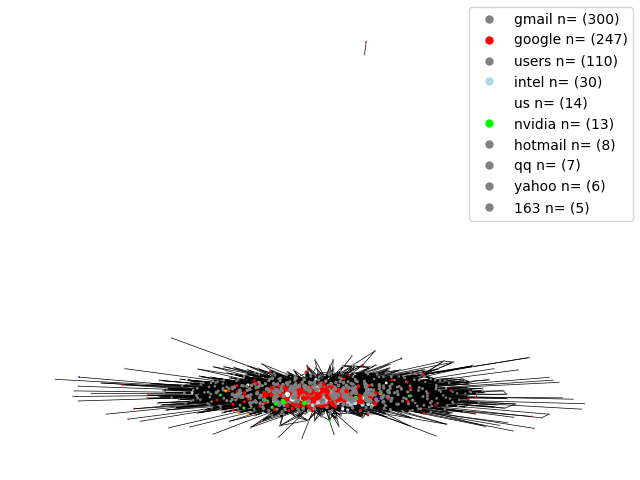 gmail n= (300)
google n= (247)
users n= (110)
intel n= (30)
us n= (14)
nvidia n= (13)
hotmail n= (8)
qq n= (7)
yahoo n= (6)
163 n= (5)